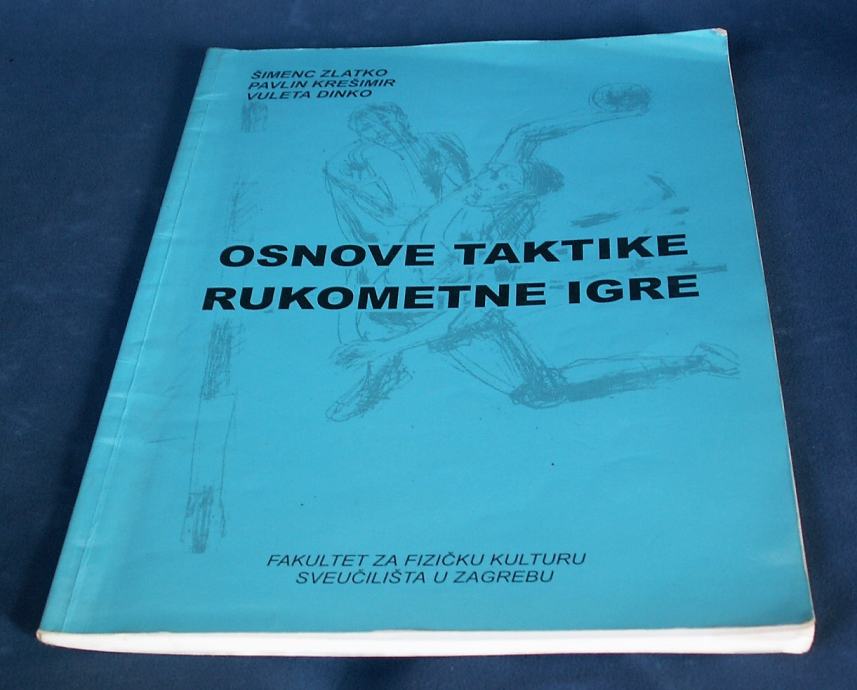 ŠIMENC ZLATKO
PAVLIN KREŠIMIR
VULETA DINKO
OSNOVE TAKTIKE
RUKOMETNE IGRE
FAKULTET ZA FIZIČKU KULTURU
SVEUČILIŠTA U ZAGREBU